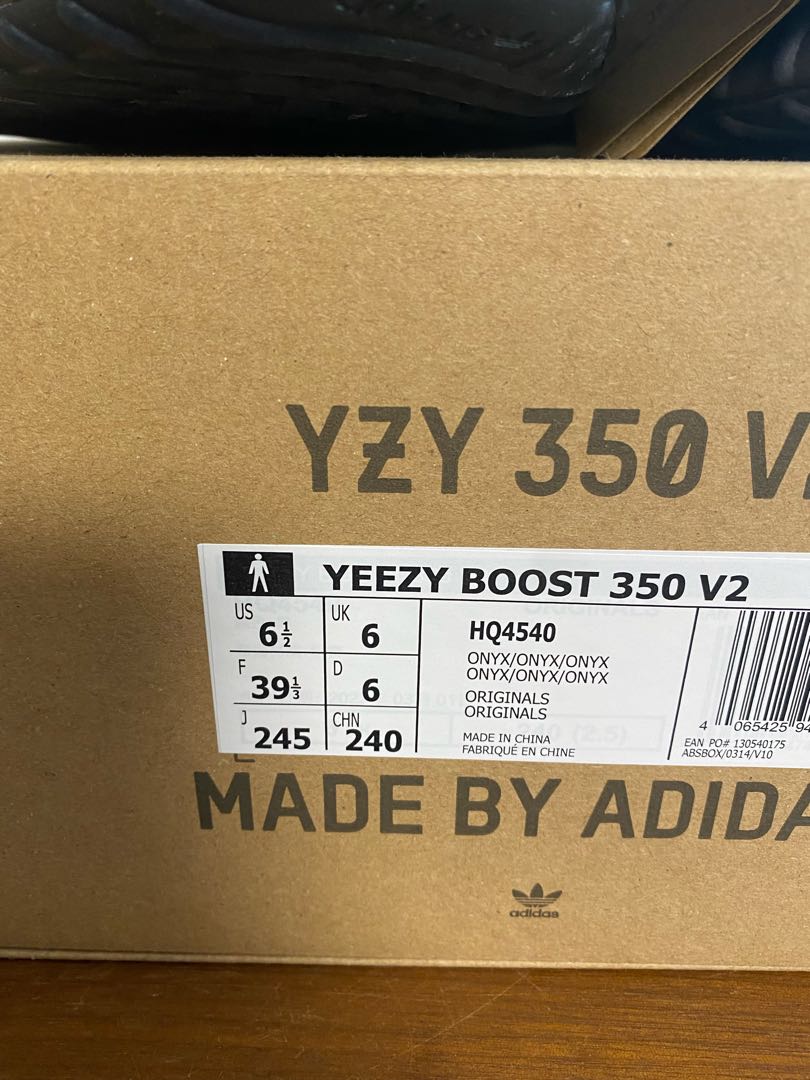 YZY 350 V
YEEZY BOOST 350 V2
US 6½ UK 6
F 39⅓ D 6
J 245 CHN 240
HQ4540
ONYX/ONYX/ONYX
ONYX/ONYX/ONYX
ORIGINALS
ORIGINALS
MADE IN CHINA
FABRIQUÉ EN CHINE
4 065425 94
EAN PO# 130540175
ABSBOX/0314/V10
MADE BY ADIDA
adidas